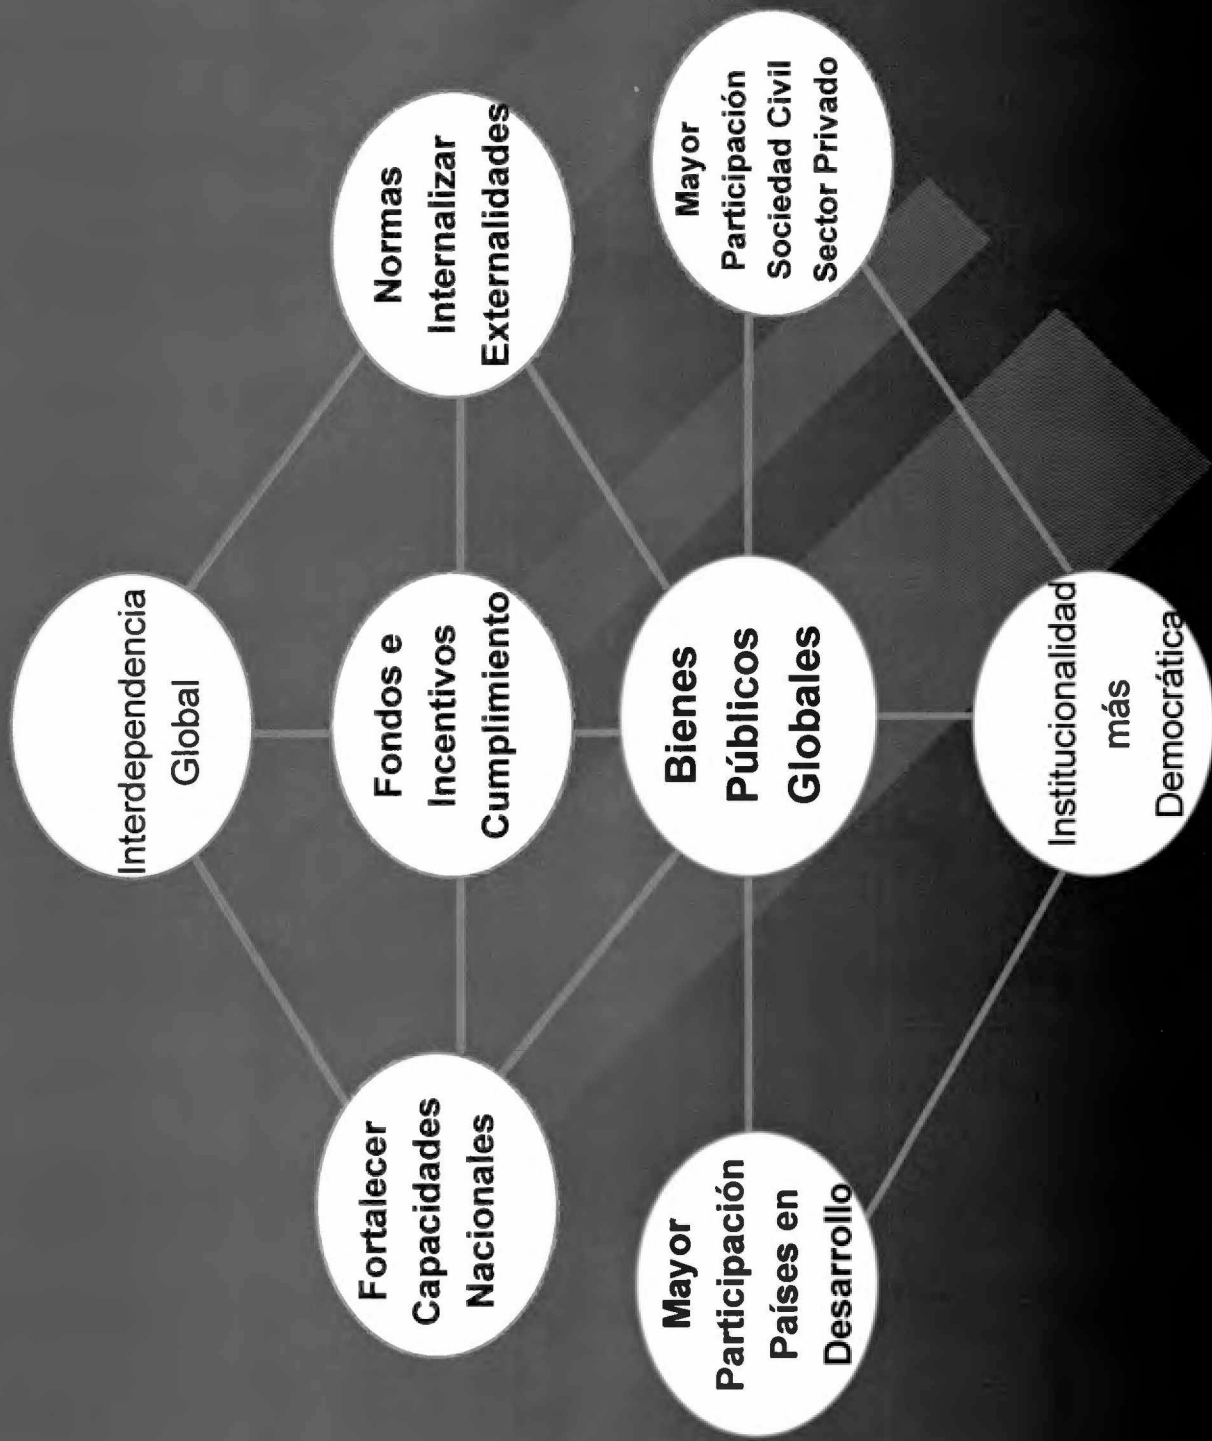 Interdependencia
Global
Fortalecer
Capacidades
Nacionales
Fondos e
Incentivos
Cumplimiento
Normas
Internalizar
Externalidades
Mayor
Participación
Países en
Desarrollo
Bienes
Públicos
Globales
Mayor
Participación
Sociedad Civil
Sector Privado
Institucionalidad
más
Democrática